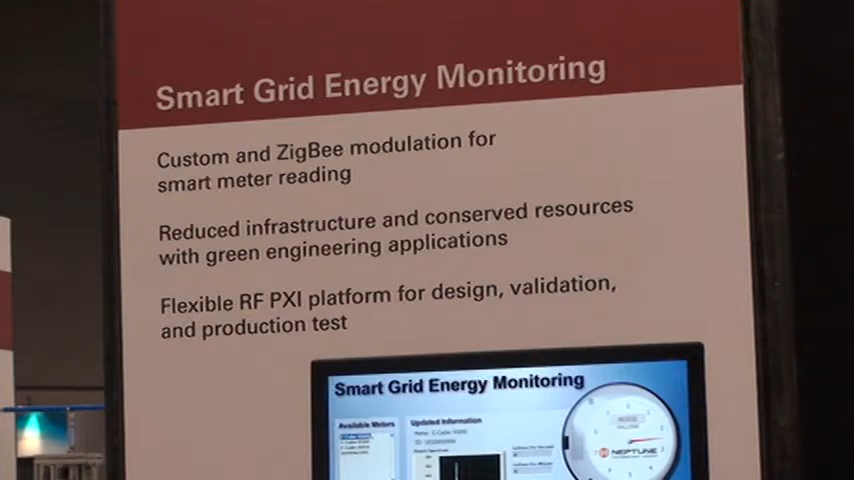 Smart Grid Energy Monitoring
Custom and ZigBee modulation for
smart meter reading
Reduced infrastructure and conserved resources
with green engineering applications
Flexible RF PXI platform for design, validation,
and production test
Smart Grid Energy Monitoring
Available Meters
Updated Information
GALLONS
NEPTUNE